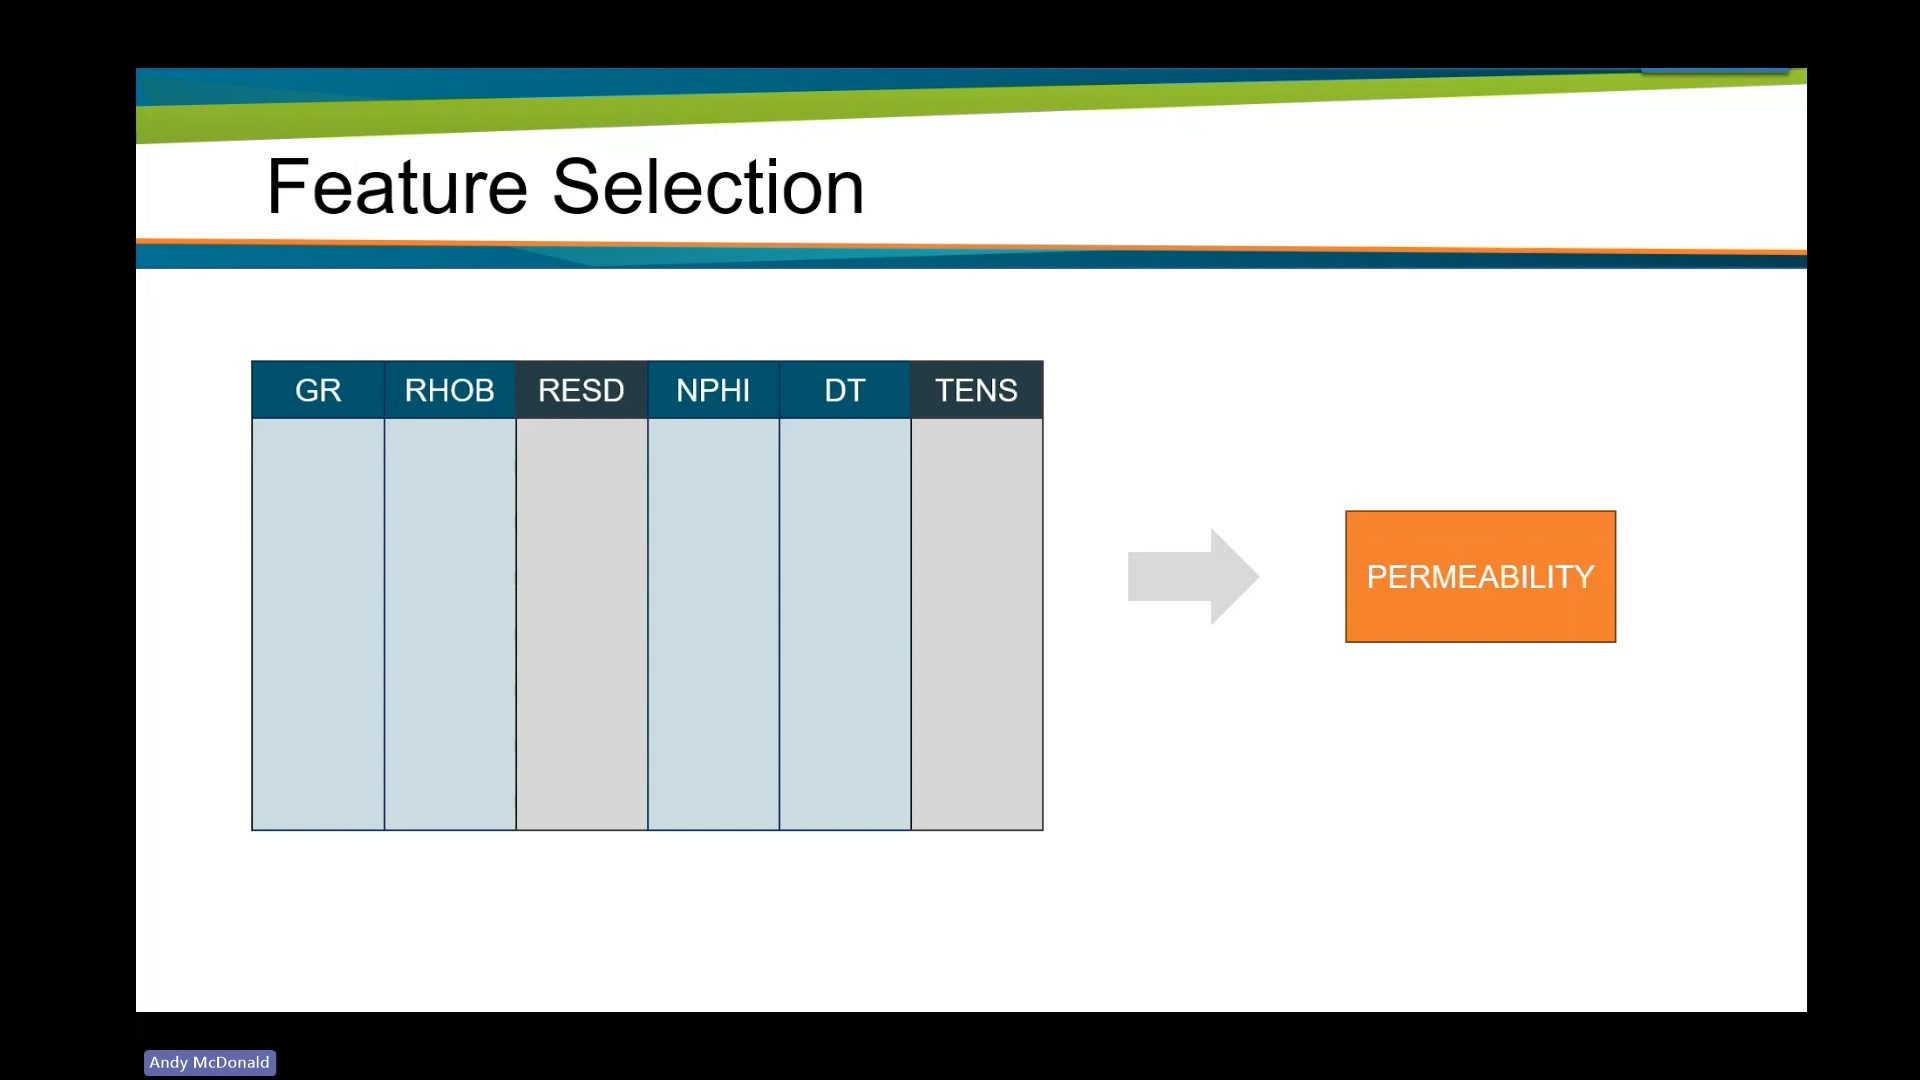 Feature Selection
GR RHOB RESD NPHI DT TENS
PERMEABILITY
Andy McDonald